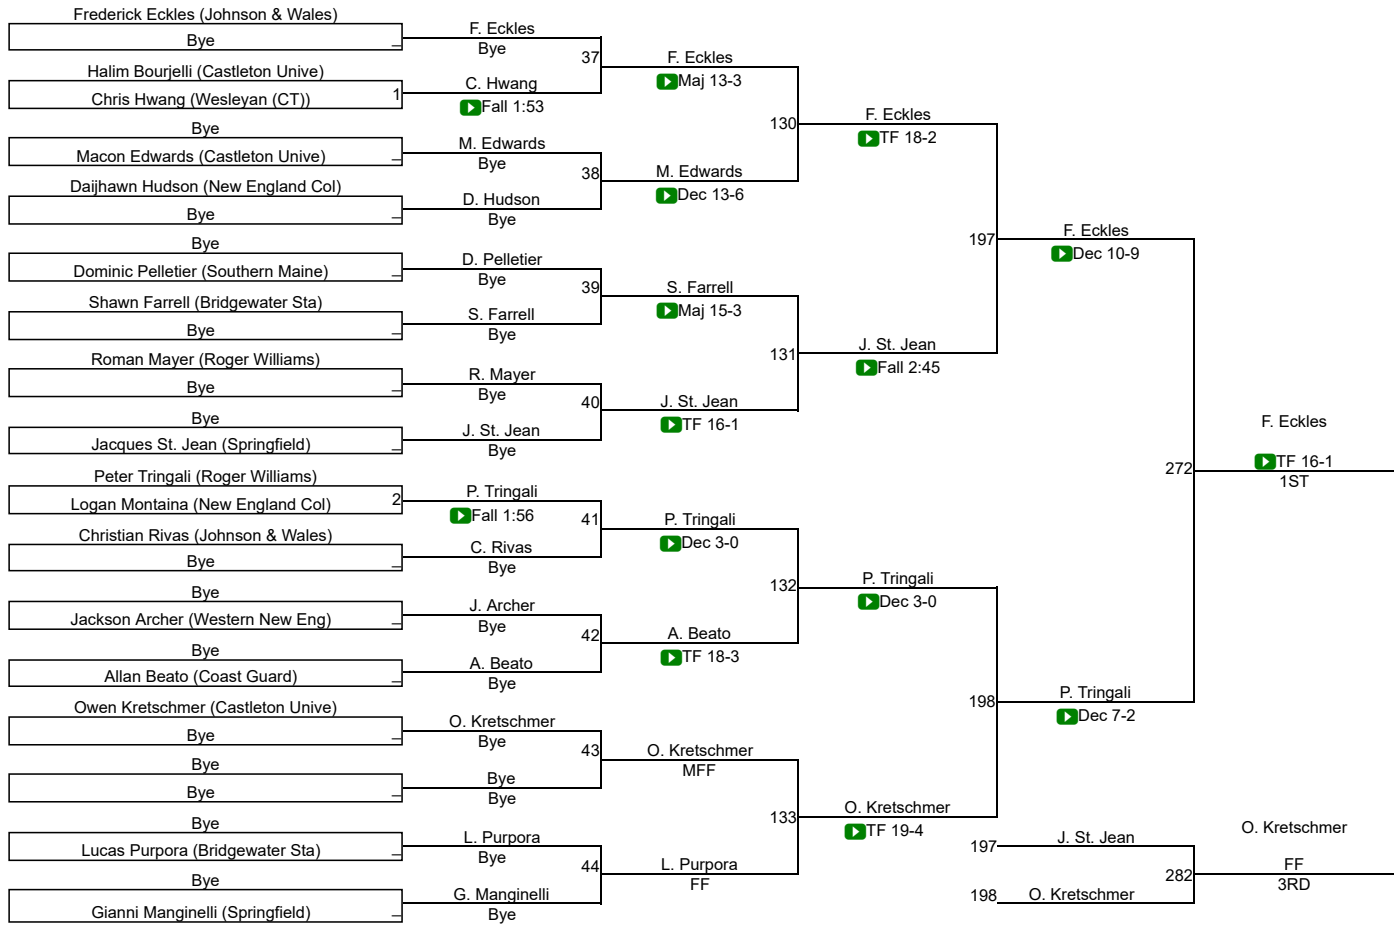 Frederick Eckles (Johnson & Wales)
Bye _
Halim Bourjelli (Castleton Unive)
Chris Hwang (Wesleyan (CT)) 1
Bye
Macon Edwards (Castleton Unive) _
Daijhawn Hudson (New England Col)
Bye _
Bye
Dominic Pelletier (Southern Maine) _
Shawn Farrell (Bridgewater Sta)
Bye _
Roman Mayer (Roger Williams)
Bye _
Bye
Jacques St. Jean (Springfield) _
Peter Tringali (Roger Williams)
Logan Montaina (New England Col) 2
Christian Rivas (Johnson & Wales)
Bye _
Bye
Jackson Archer (Western New Eng) _
Bye
Allan Beato (Coast Guard) _
Owen Kretschmer (Castleton Unive)
Bye _
Bye
Bye _
Bye
Lucas Purpora (Bridgewater Sta) _
Bye
Gianni Manginelli (Springfield) _
F. Eckles
Bye
37
C. Hwang
Fall 1:53
M. Edwards
Bye
38
D. Hudson
Bye
D. Pelletier
Bye
39
S. Farrell
Bye
R. Mayer
Bye
40
J. St. Jean
Bye
P. Tringali
Fall 1:56
41
C. Rivas
Bye
J. Archer
Bye
42
A. Beato
Bye
O. Kretschmer
Bye
43
Bye
Bye
L. Purpora
Bye
44
G. Manginelli
Bye
F. Eckles
Maj 13-3
130
M. Edwards
Dec 13-6
S. Farrell
Maj 15-3
131
J. St. Jean
TF 16-1
P. Tringali
Dec 3-0
132
A. Beato
TF 18-3
O. Kretschmer
MFF
133
L. Purpora
FF
F. Eckles
TF 18-2
197
J. St. Jean
Fall 2:45
P. Tringali
Dec 3-0
198
O. Kretschmer
TF 19-4
F. Eckles
Dec 10-9
272
P. Tringali
Dec 7-2
F. Eckles
TF 16-1
1ST
197 J. St. Jean
282
198 O. Kretschmer
O. Kretschmer
FF
3RD